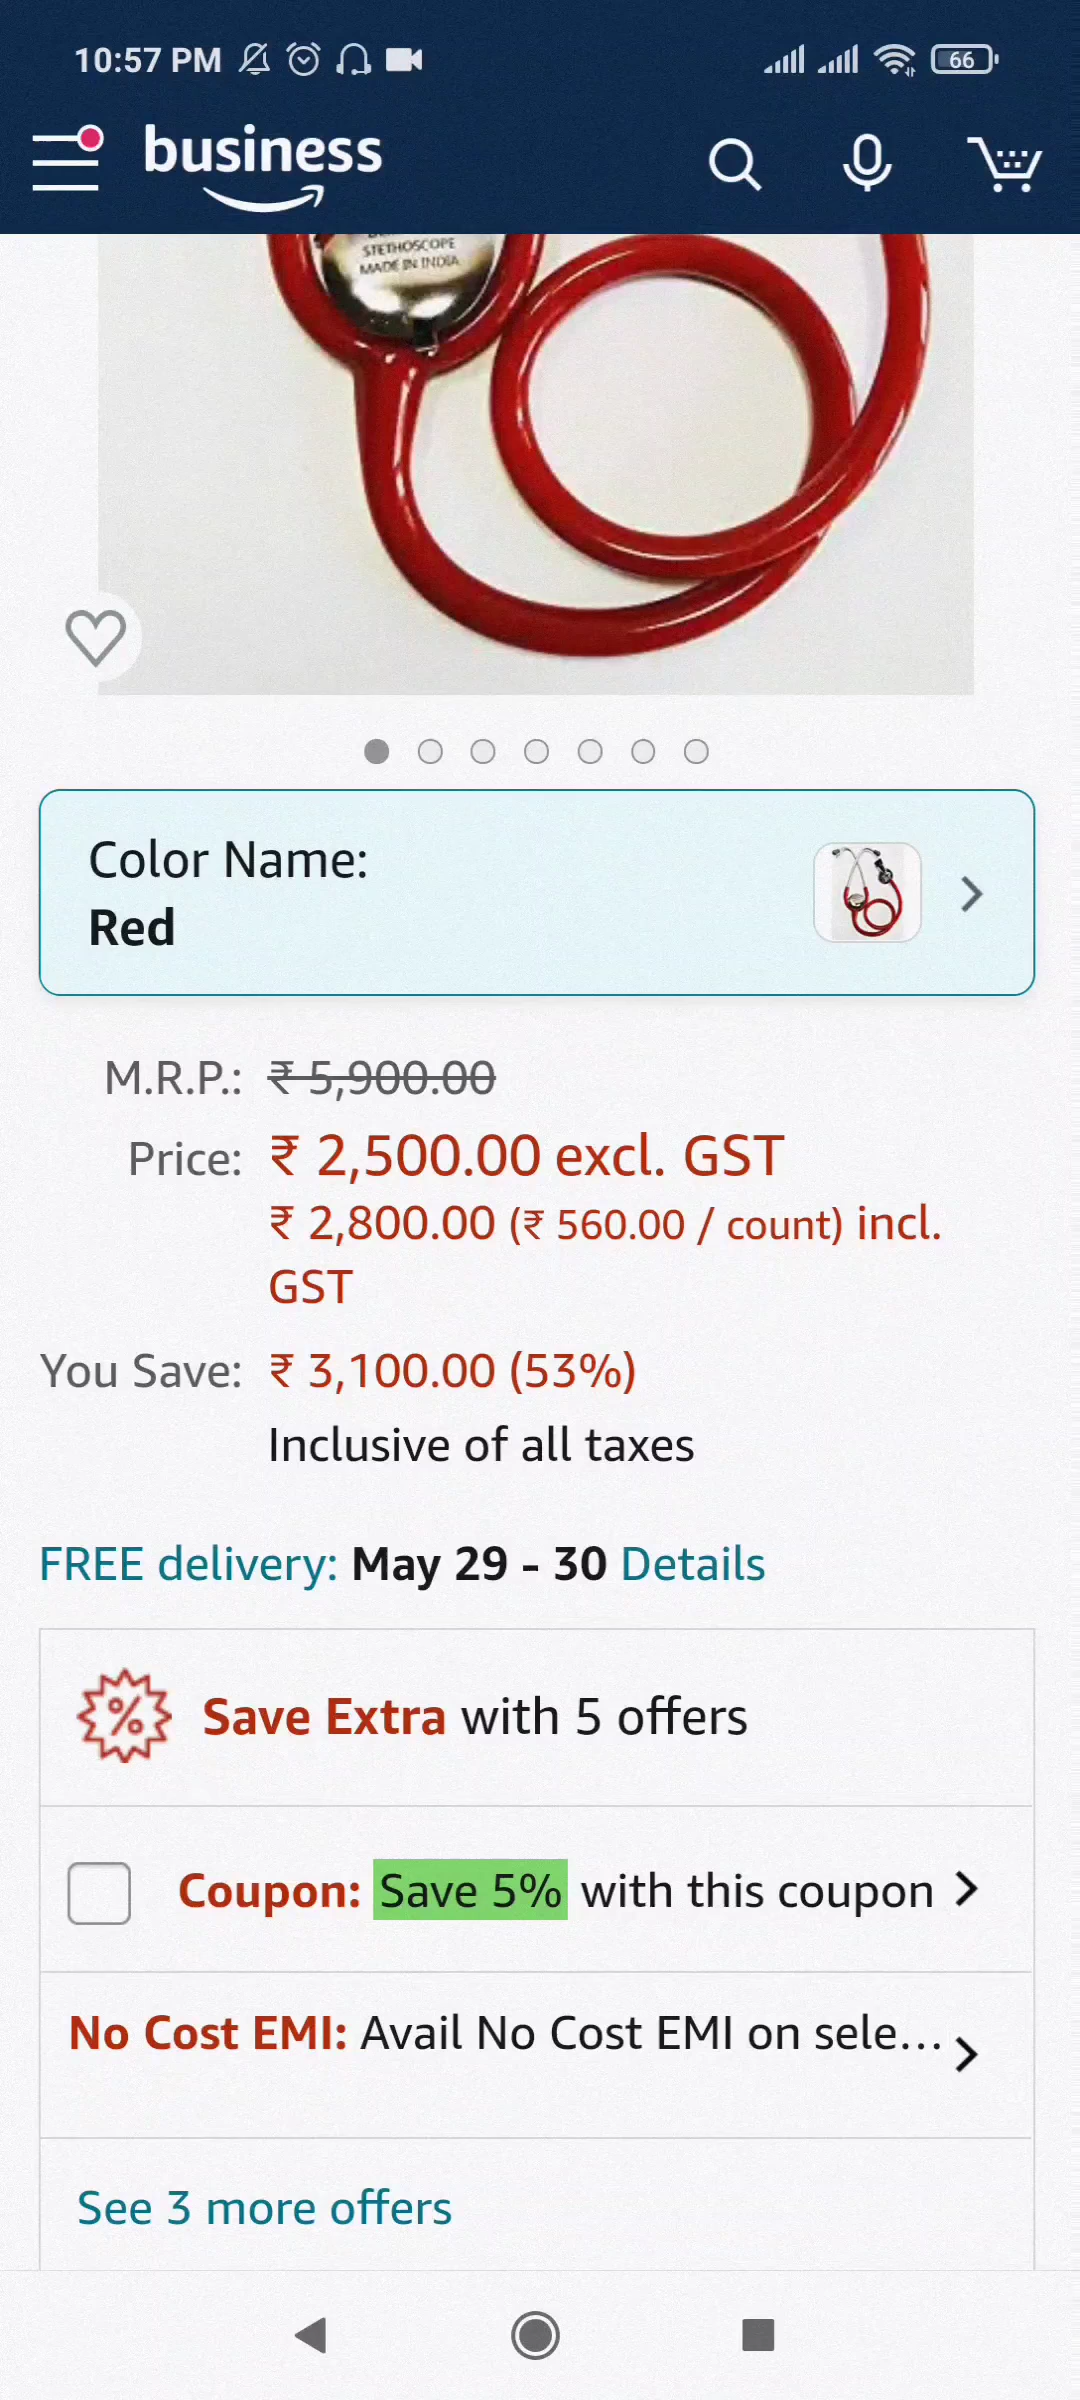 10:57 PM
66
business
STETHOSCOPE
MADE IN INDIA
Color Name:
Red
M.R.P.: ₹ 5,900.00
Price: ₹ 2,500.00 excl. GST
₹ 2,800.00 (₹ 560.00 / count) incl.
GST
You Save: ₹ 3,100.00 (53%)
Inclusive of all taxes
FREE delivery: May 29 - 30 Details
Save Extra with 5 offers
Coupon: Save 5% with this coupon
No Cost EMI: Avail No Cost EMI on sele...
See 3 more offers